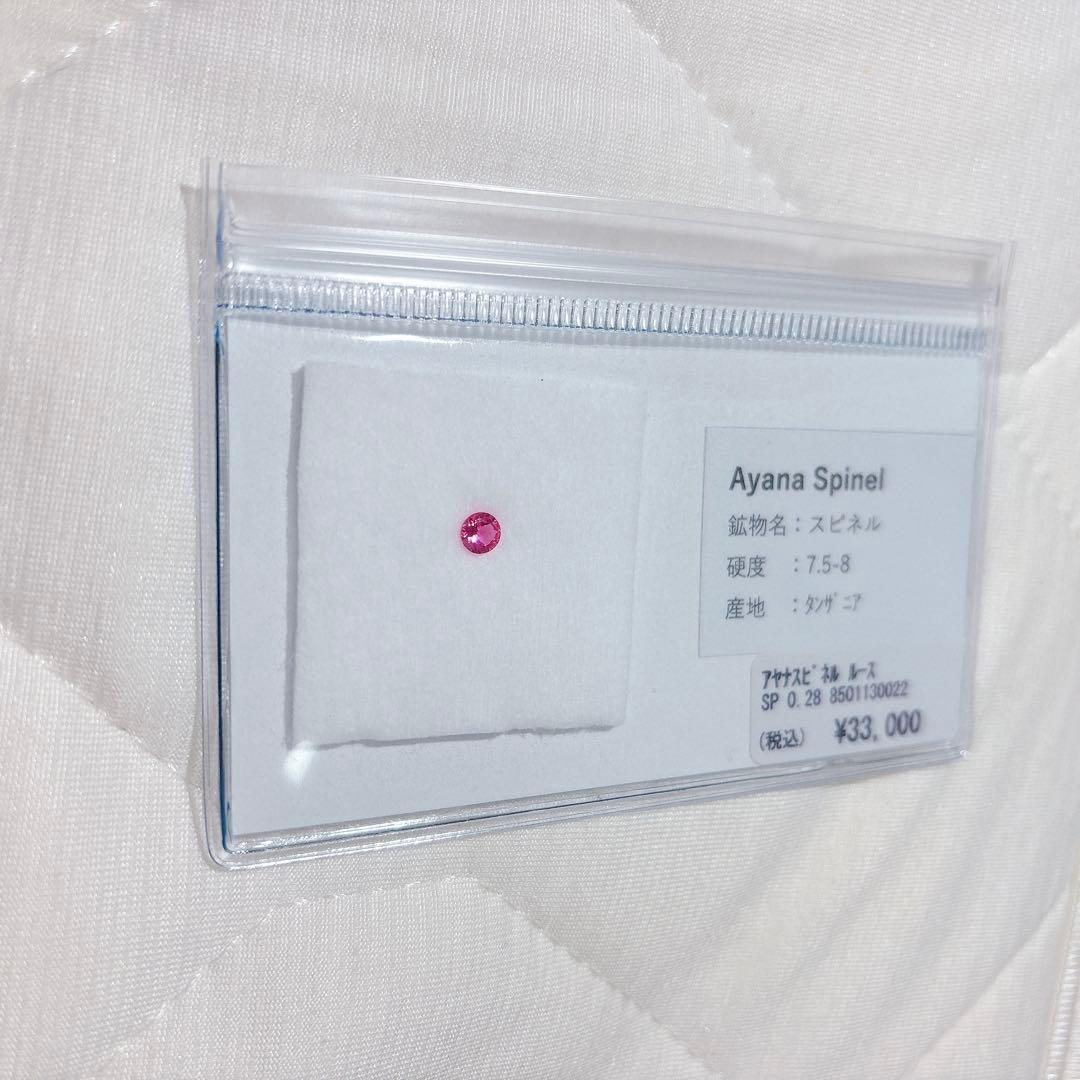 Ayana Spinel
鉱物名：スピネル
硬度　：7.5-8
産地　：ﾀﾝｻﾞﾆｱ
ｱﾔﾅｽﾋﾟﾈﾙ ﾙｰｽ
SP 0.28 8501130022
(税込) ¥33,000